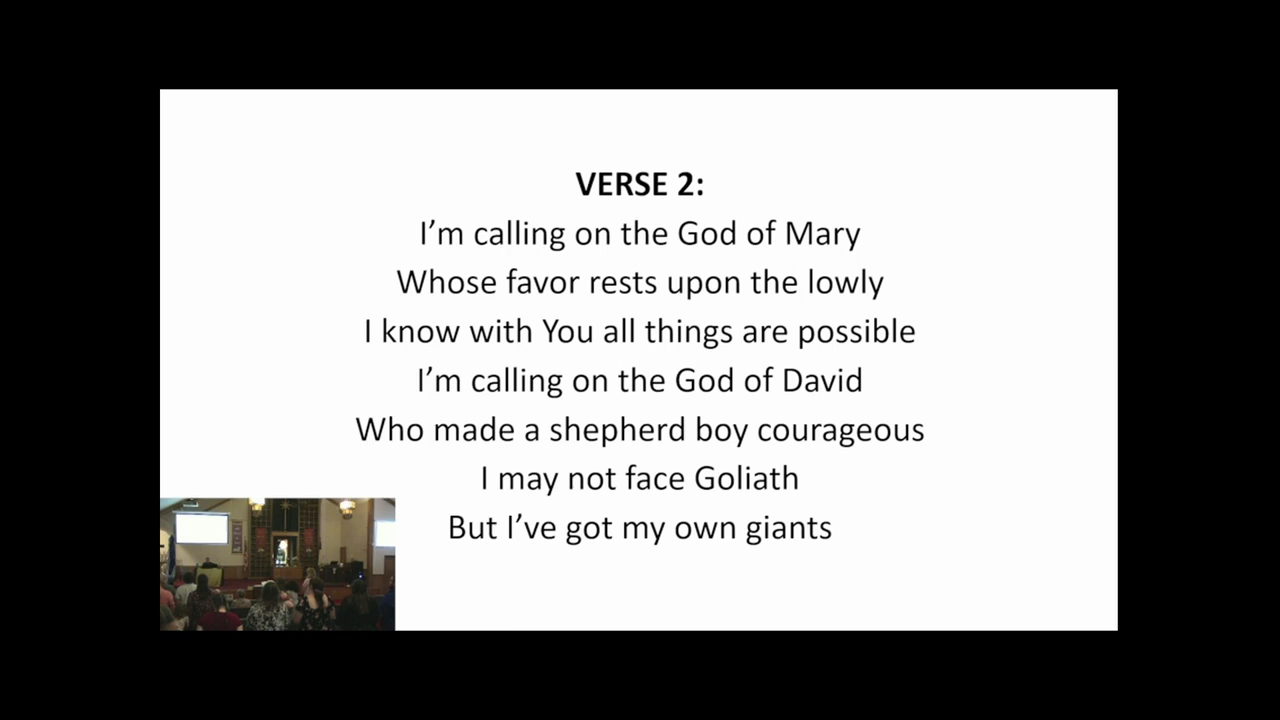 VERSE 2:
I’m calling on the God of Mary
Whose favor rests upon the lowly
I know with You all things are possible
I’m calling on the God of David
Who made a shepherd boy courageous
I may not face Goliath
But I’ve got my own giants